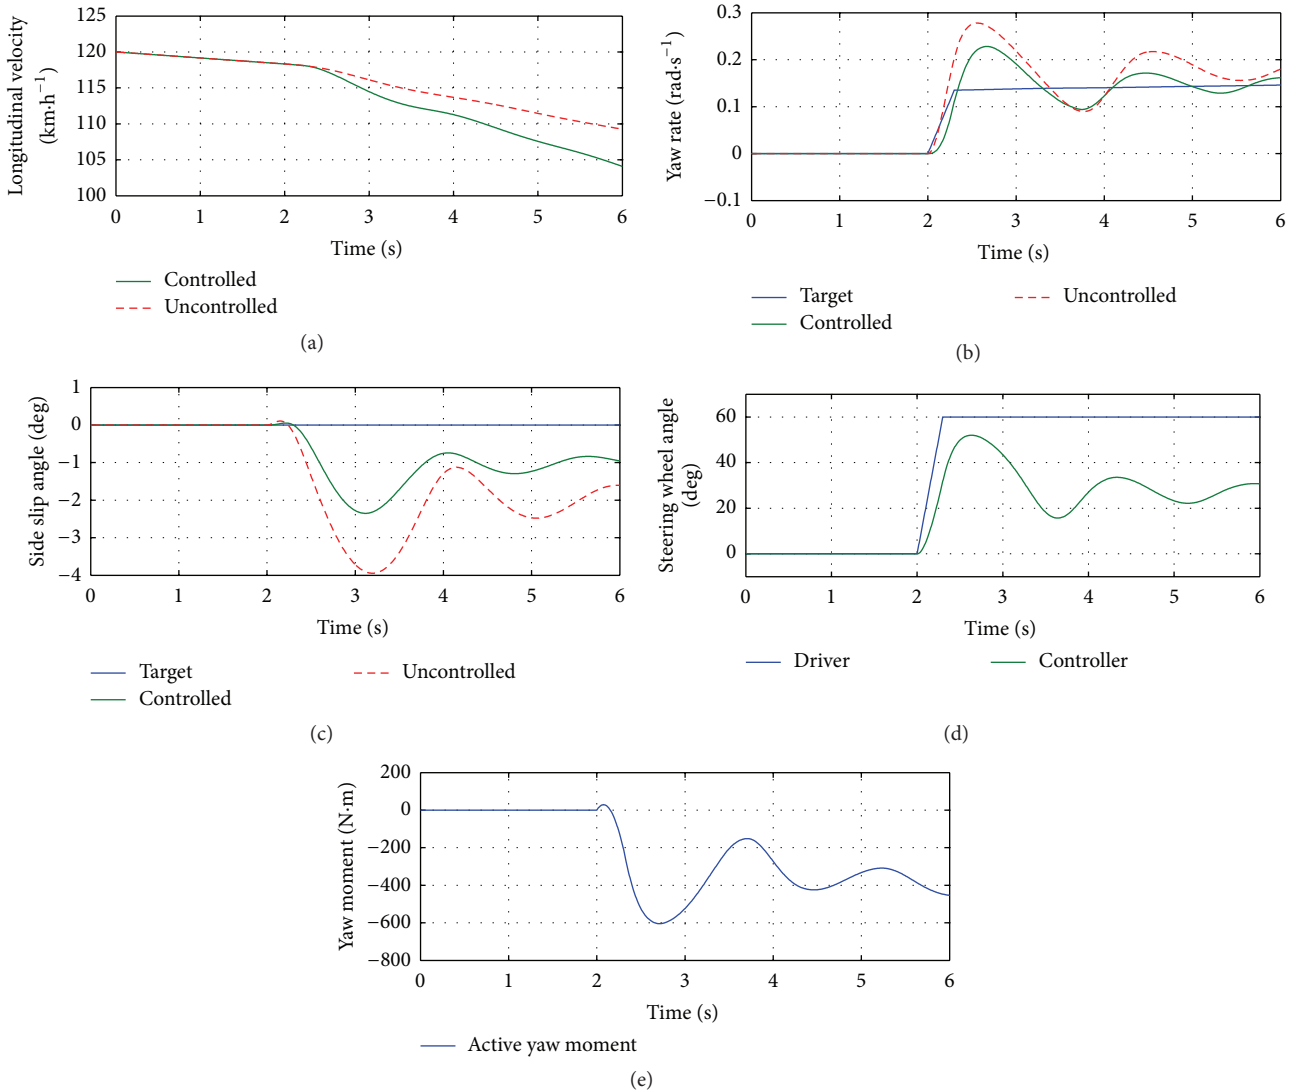 125
120
115
110
105
100
Longitudinal velocity
(km·h−1)
0 1 2 3 4 5 6
Time (s)
Controlled
Uncontrolled
(a)
0.3
0.2
0.1
0
−0.1
Yaw rate (rad·s−1)
0 1 2 3 4 5 6
Time (s)
Target
Controlled
Uncontrolled
(b)
1
0
−1
−2
−3
−4
Side slip angle (deg)
0 1 2 3 4 5 6
Time (s)
Target
Controlled
Uncontrolled
(c)
60
40
20
0
Steering wheel angle
(deg)
0 1 2 3 4 5 6
Time (s)
Driver
Controller
(d)
200
0
−200
−400
−600
−800
Yaw moment (N·m)
0 1 2 3 4 5 6
Time (s)
Active yaw moment
(e)